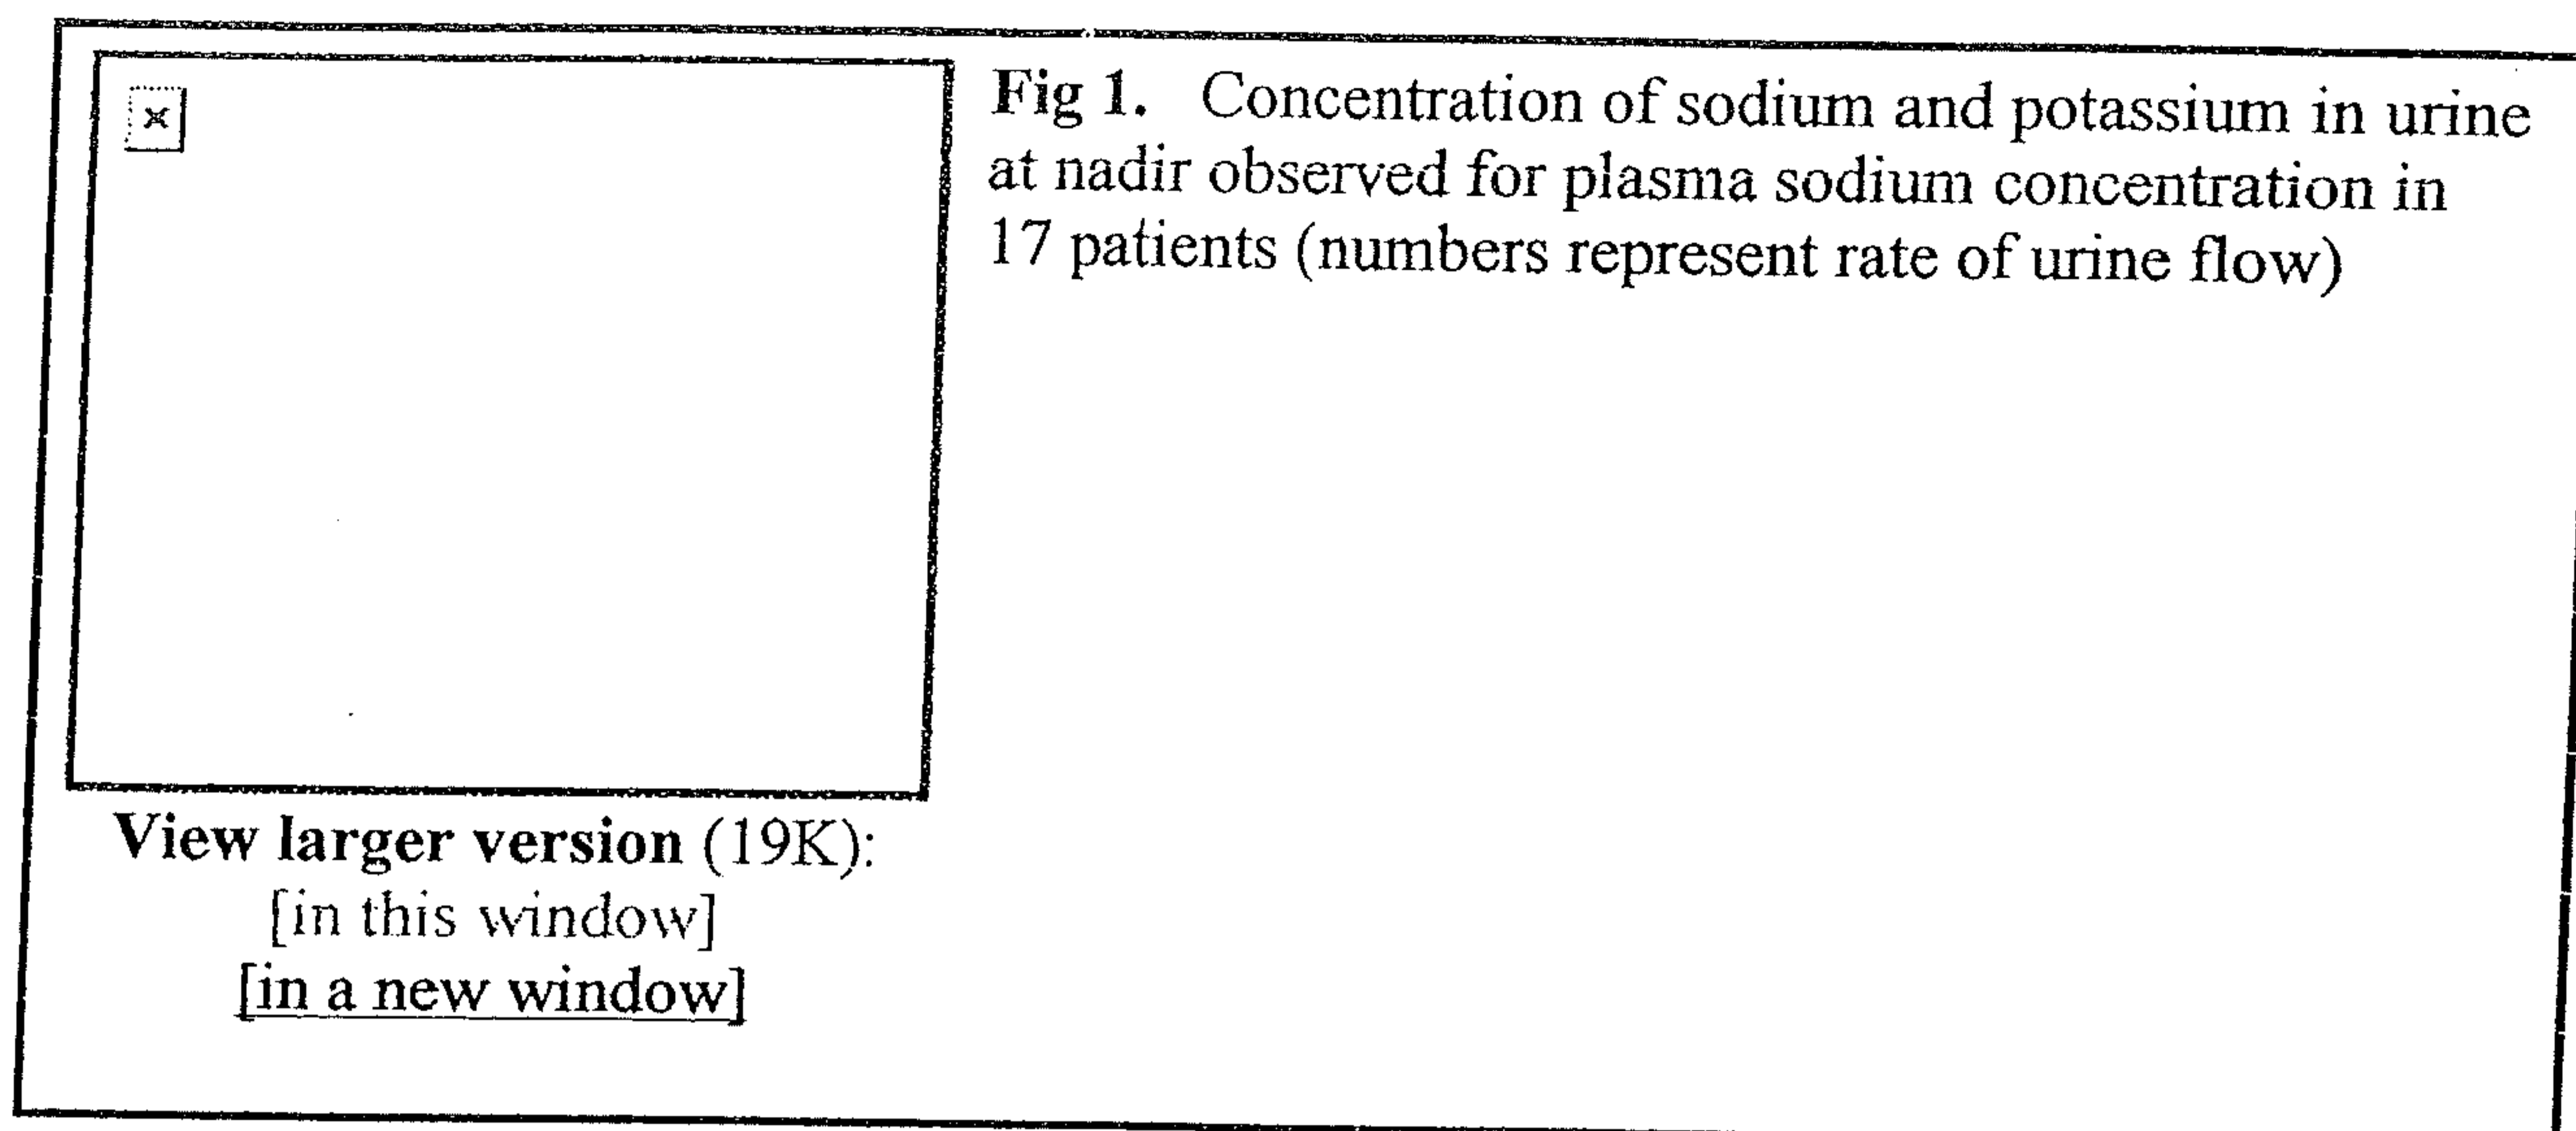 Fig 1. Concentration of sodium and potassium in urine
at nadir observed for plasma sodium concentration in
17 patients (numbers represent rate of urine flow)
View larger version (19K):
[in this window]
[in a new window]